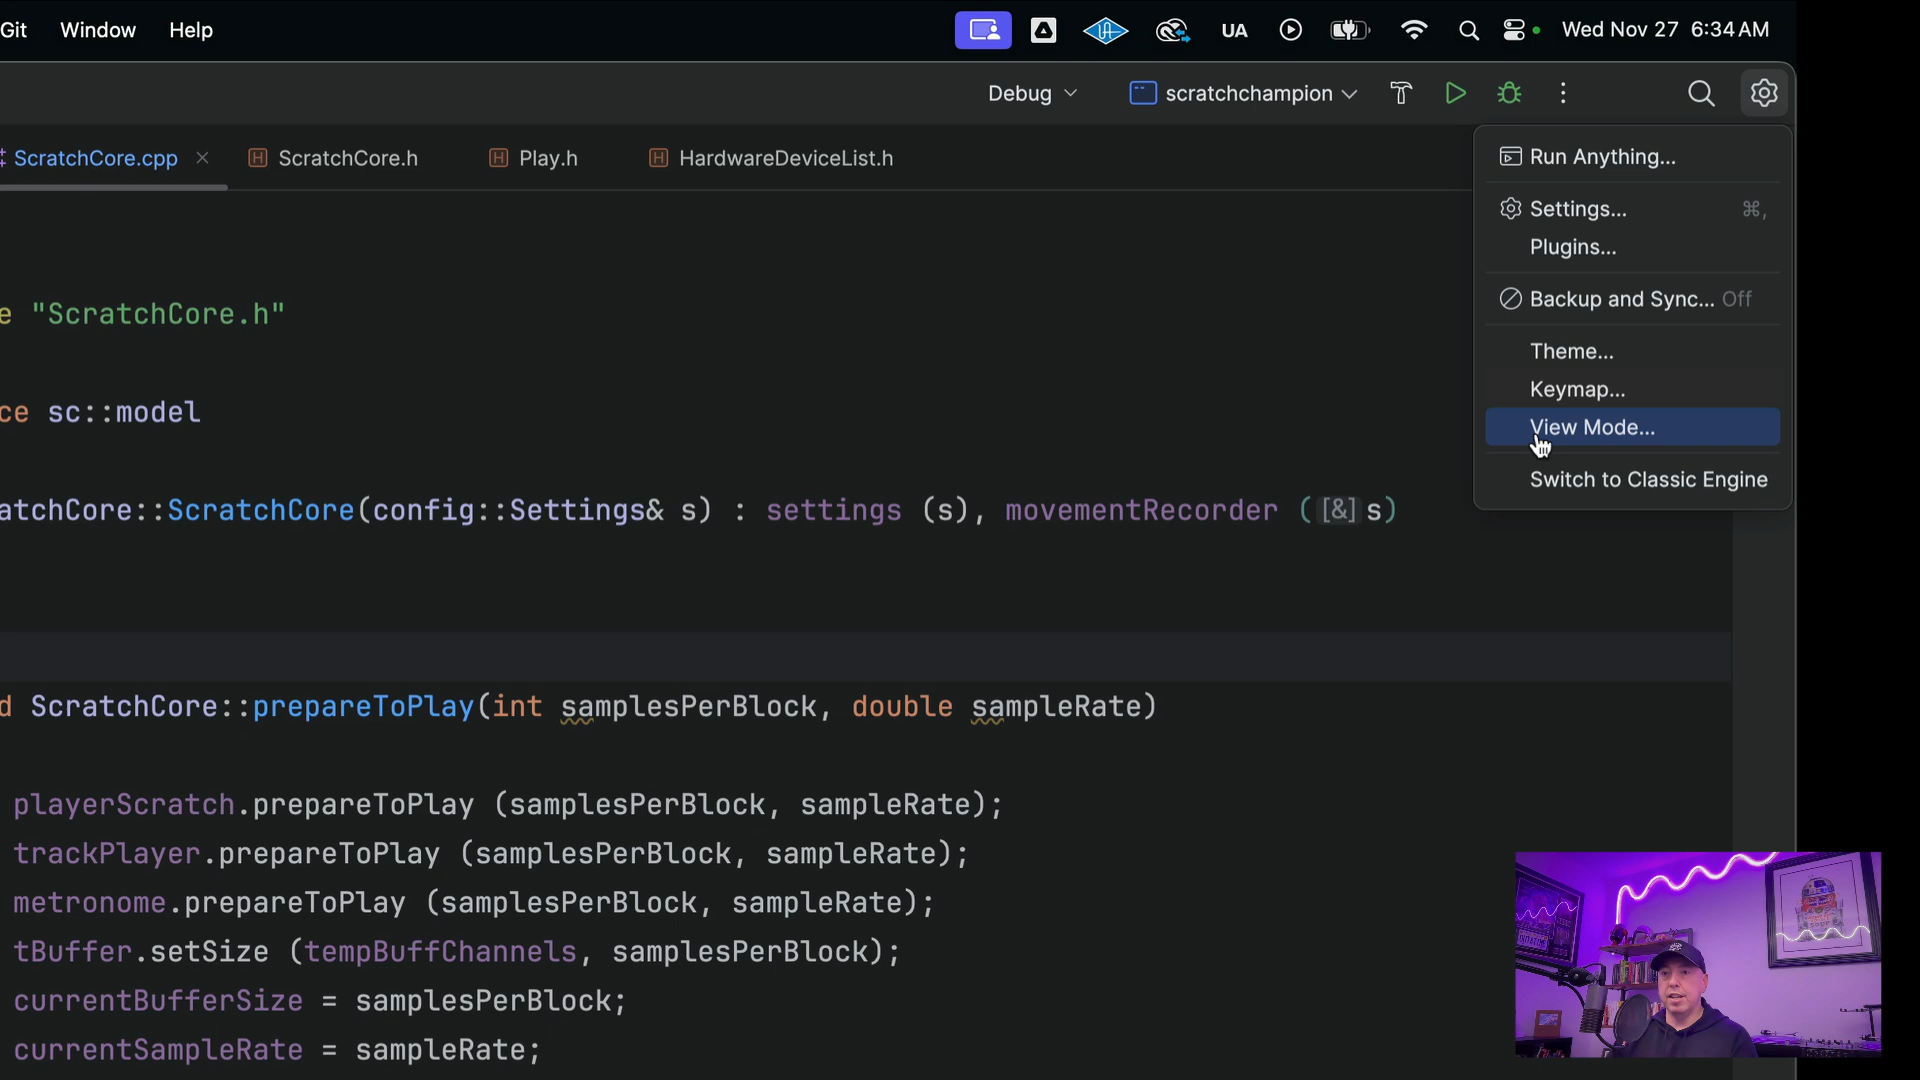 Git Window Help UA Wed Nov 27 6:34 AM
Debug scratchchampion
ScratchCore.cpp ScratchCore.h Play.h HardwareDeviceList.h
Run Anything...
Settings... ⌘,
Plugins...
Backup and Sync... Off
Theme...
Keymap...
View Mode...
Switch to Classic Engine
e "ScratchCore.h"
ce sc::model
atchCore::ScratchCore(config::Settings& s) : settings (s), movementRecorder ([&]s)
d ScratchCore::prepareToPlay(int samplesPerBlock, double sampleRate)
playerScratch.prepareToPlay (samplesPerBlock, sampleRate);
trackPlayer.prepareToPlay (samplesPerBlock, sampleRate);
metronome.prepareToPlay (samplesPerBlock, sampleRate);
tBuffer.setSize (tempBuffChannels, samplesPerBlock);
currentBufferSize = samplesPerBlock;
currentSampleRate = sampleRate;